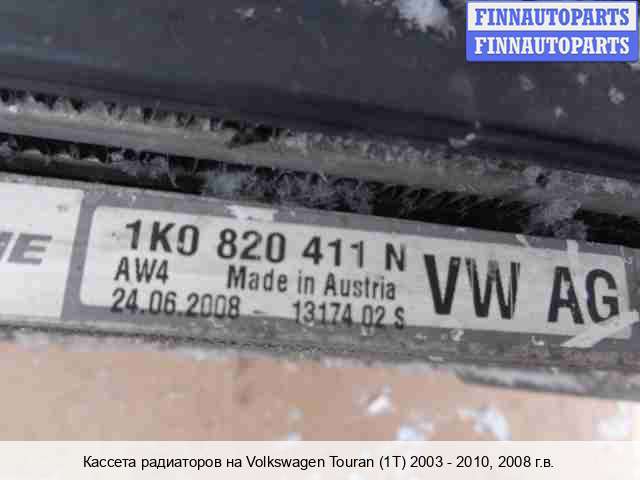 FINNAUTOPARTS
FINNAUTOPARTS
1K0 820 411 N
AW4 Made in Austria
24.06.2008 - 13174 02 S
VW AG
Кассета радиаторов на Volkswagen Touran (1T) 2003 - 2010, 2008 г.в.